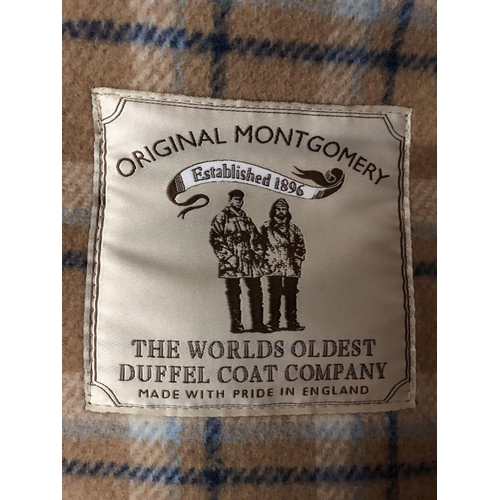 ORIGINAL MONTGOMERY
Established 1896
THE WORLDS OLDEST
DUFFEL COAT COMPANY
MADE WITH PRIDE IN ENGLAND